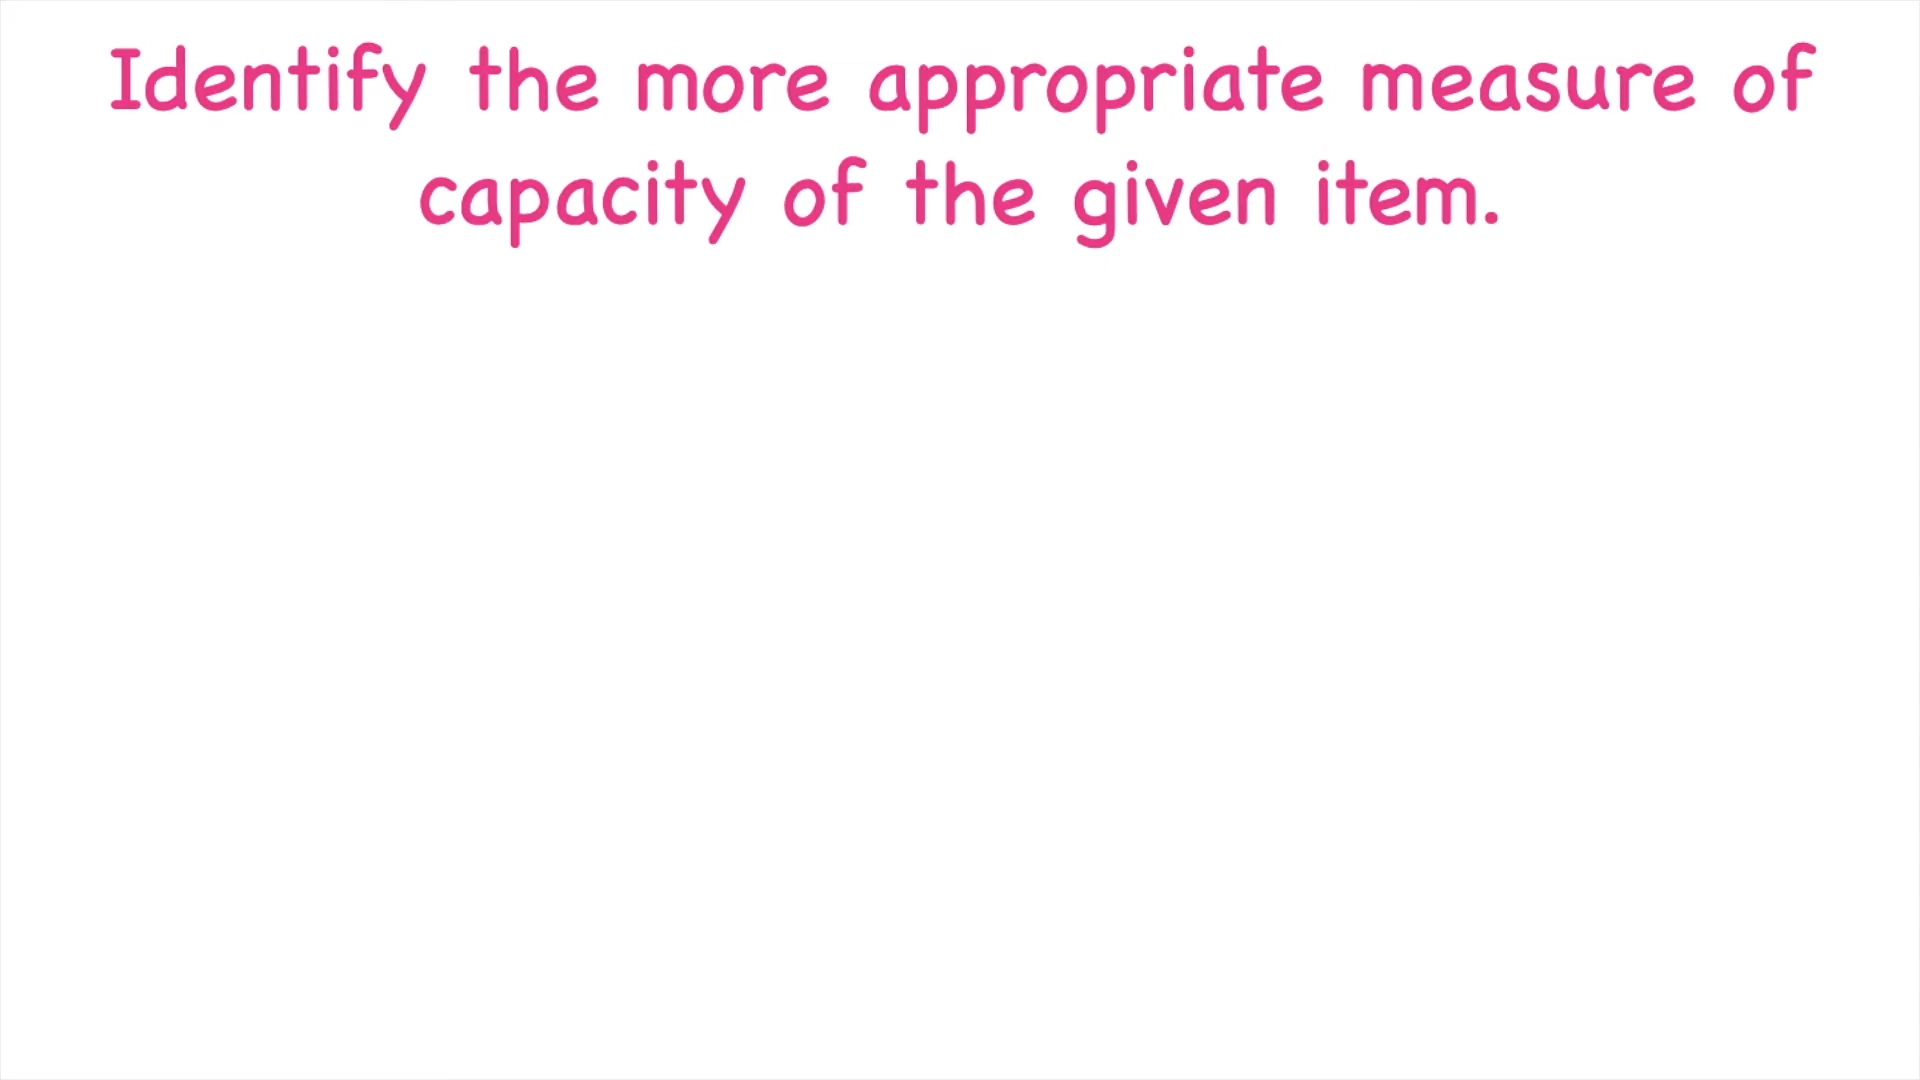 Identify the more appropriate measure of
capacity of the given item.